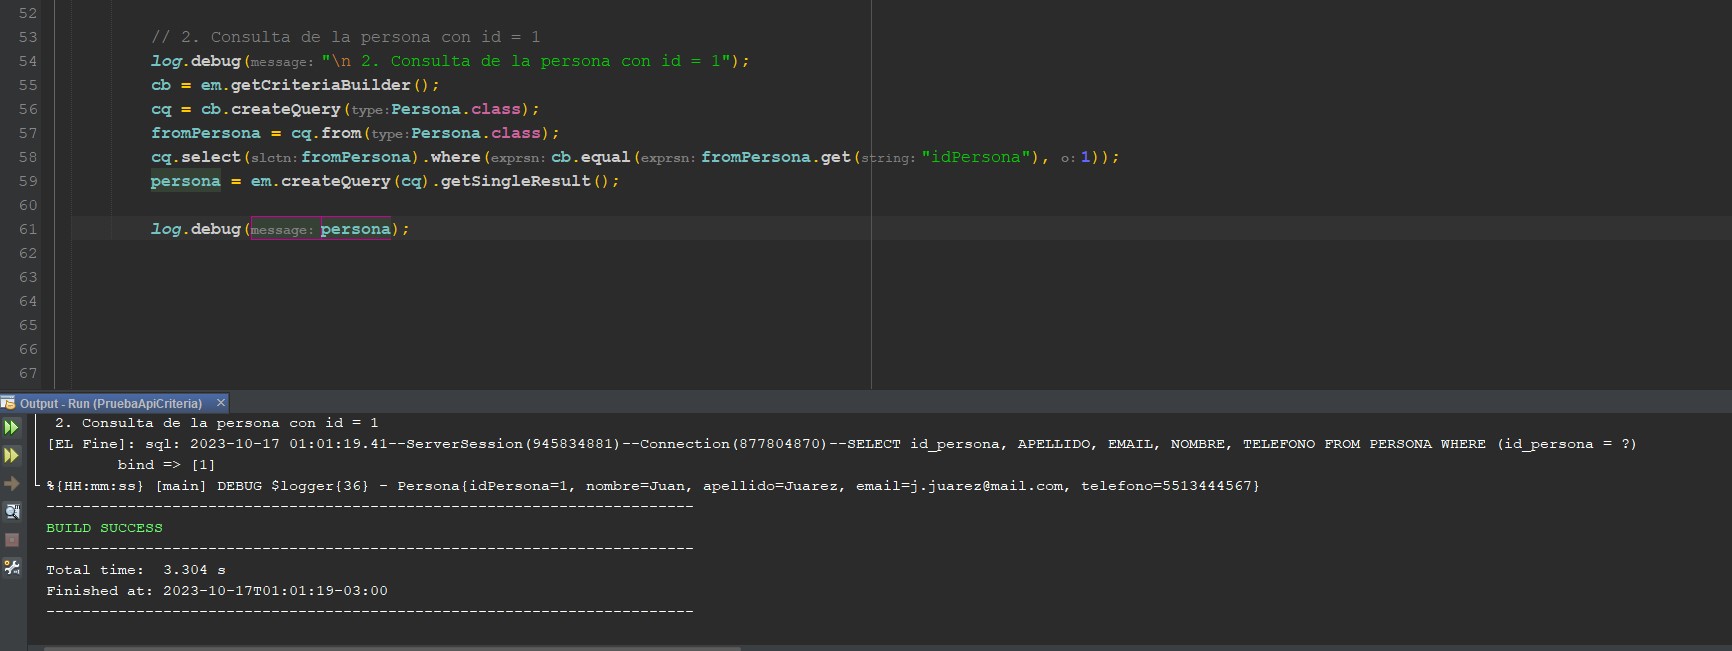 52
53 // 2. Consulta de la persona con id = 1
54 log.debug(message: "\n 2. Consulta de la persona con id = 1");
55 cb = em.getCriteriaBuilder();
56 cq = cb.createQuery(type:Persona.class);
57 fromPersona = cq.from(type:Persona.class);
58 cq.select(slctn: fromPersona).where(exprsn: cb.equal(exprsn: fromPersona.get(string: "idPersona"), o: 1));
59 persona = em.createQuery(cq).getSingleResult();
60
61 log.debug(message: persona);
62
63
64
65
66
67
Output - Run (PruebaApiCriteria) ×
2. Consulta de la persona con id = 1
[EL Fine]: sql: 2023-10-17 01:01:19.41--ServerSession(945834881)--Connection(877804870)--SELECT id_persona, APELLIDO, EMAIL, NOMBRE, TELEFONO FROM PERSONA WHERE (id_persona = ?)
bind => [1]
%{HH:mm:ss} [main] DEBUG $logger{36} - Persona{idPersona=1, nombre=Juan, apellido=Juarez, email=j.juarez@mail.com, telefono=5513444567}
------------------------------------------------------------------------
BUILD SUCCESS
------------------------------------------------------------------------
Total time:  3.304 s
Finished at: 2023-10-17T01:01:19-03:00
------------------------------------------------------------------------